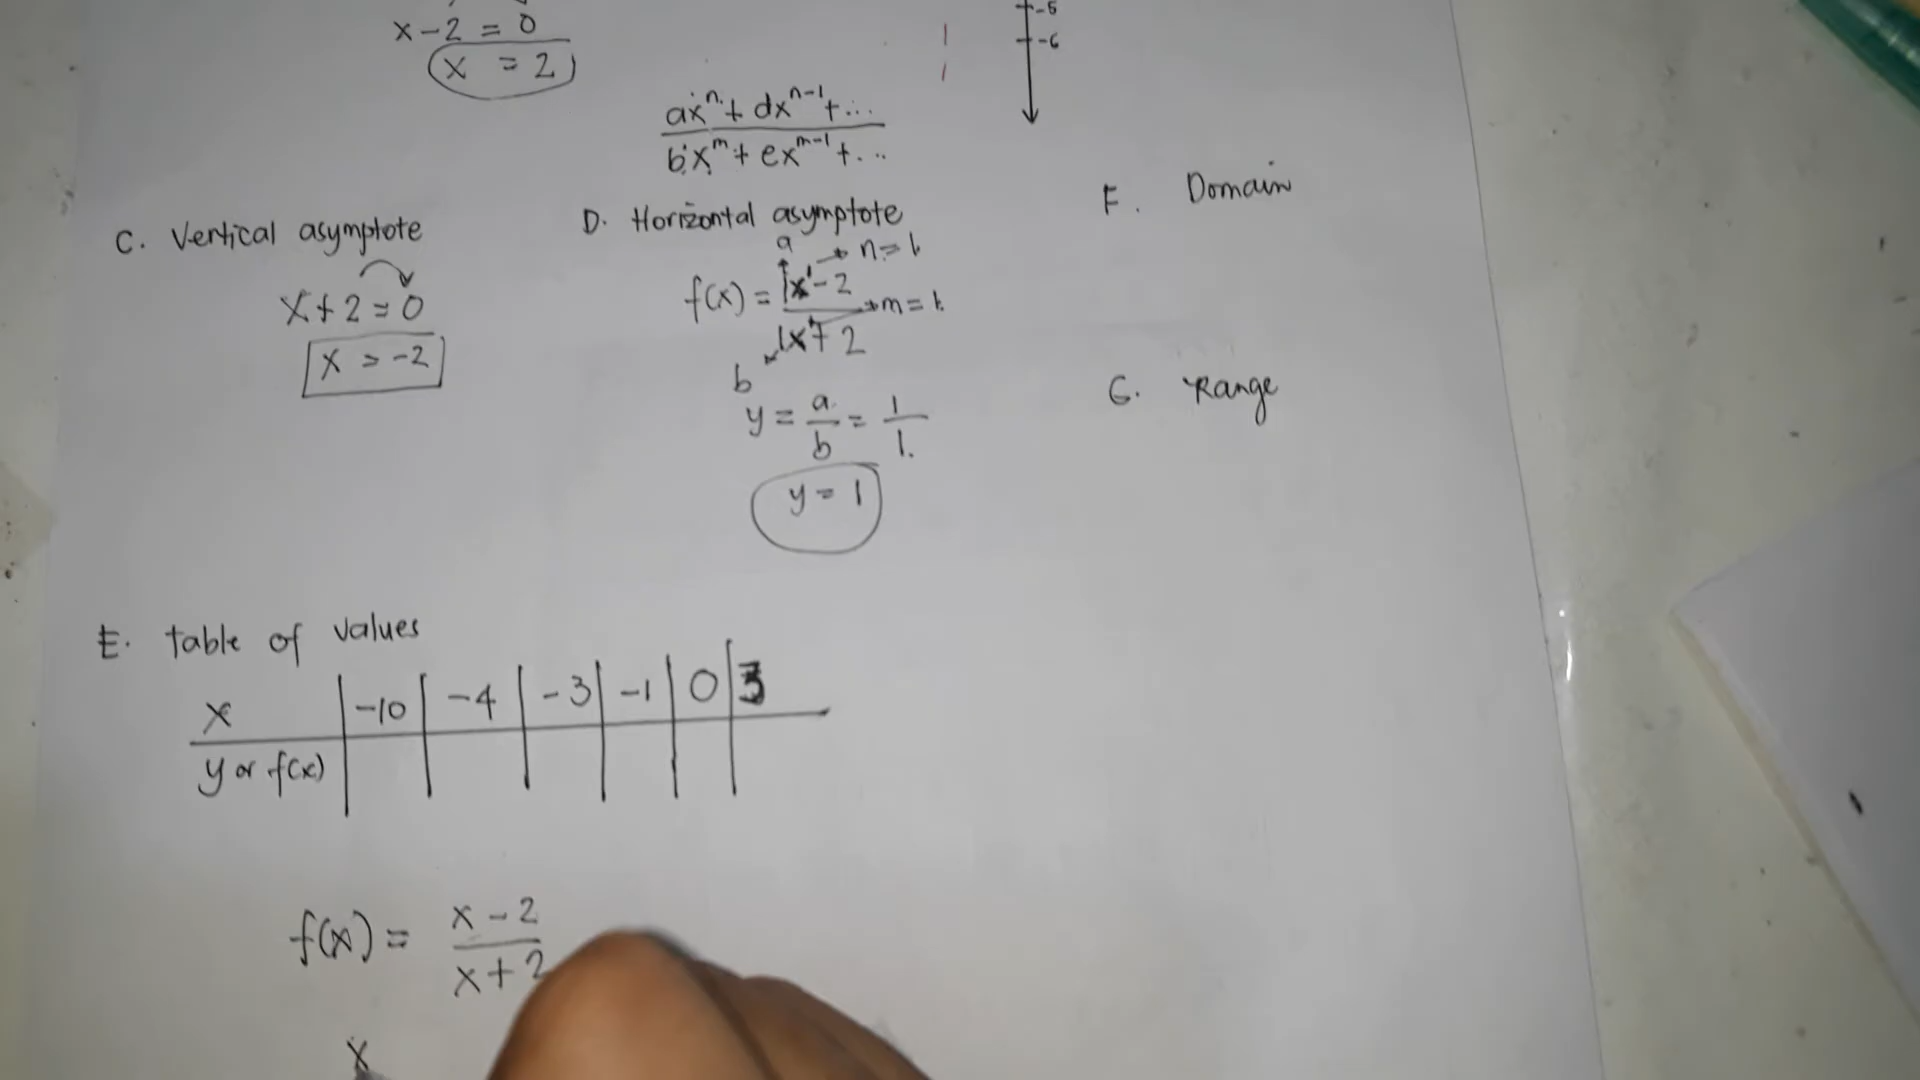 x - 2 = 0
x = 2
-5
-6
axⁿ + dxⁿ⁻¹ + ...
bxᵐ + exᵐ⁻¹ + ...
C. Vertical asymptote
x + 2 = 0
x = -2
D. Horizontal asymptote
a
n = 1
f(x) = 1x¹ - 2
m = 1
1x¹ + 2
b
y = a/b = 1/1
y = 1
F. Domain
G. Range
E. table of values
x | -10 | -4 | -3 | -1 | 0 | 3
y or f(x)
f(x) = x - 2
x + 2
x